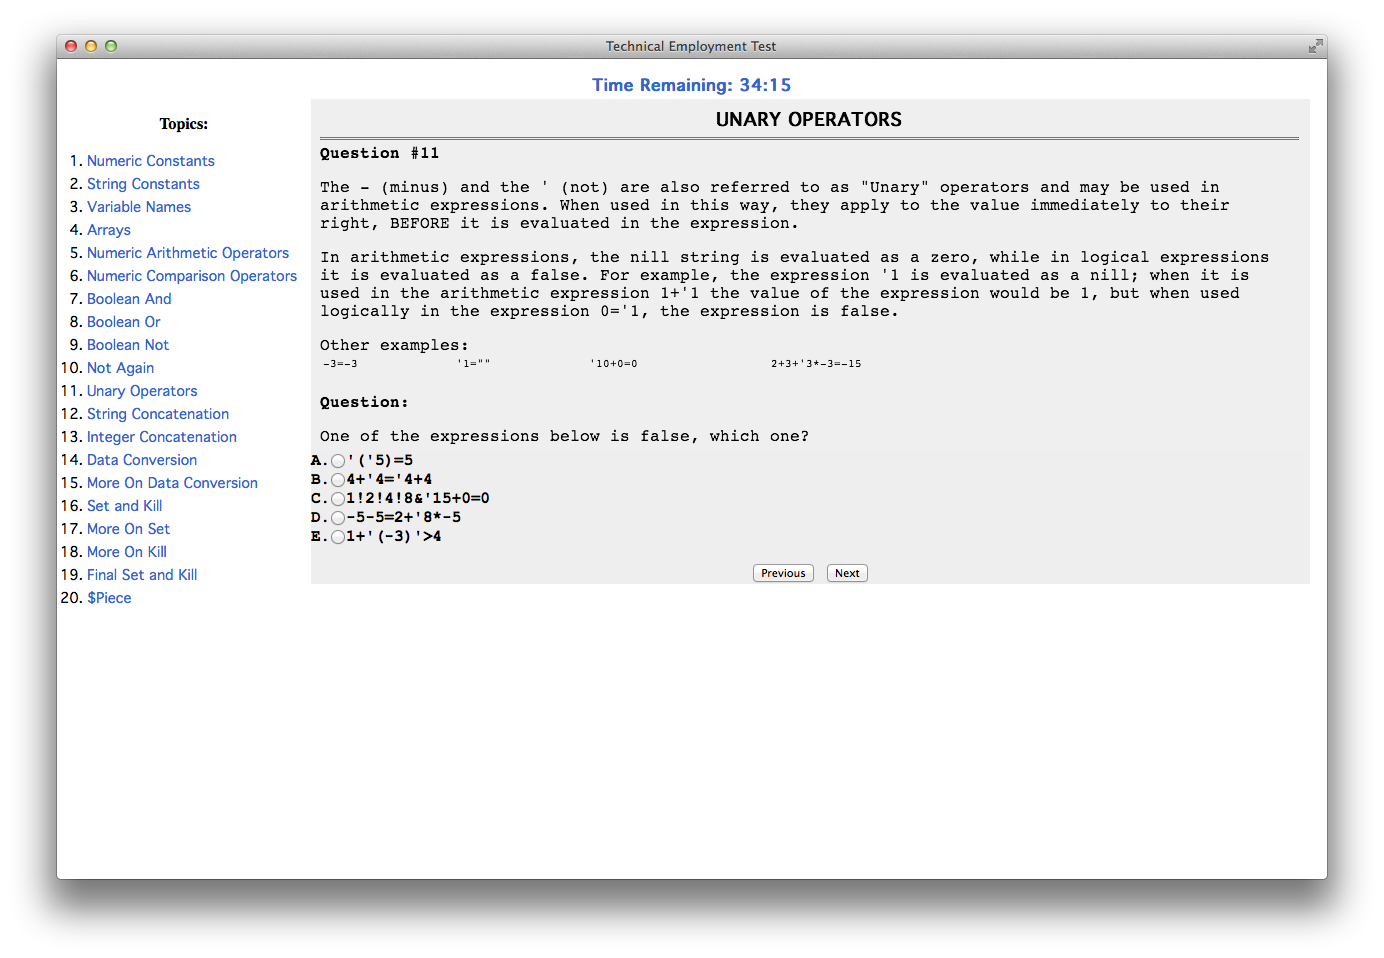 Technical Employment Test
Time Remaining: 34:15
Topics:
1. Numeric Constants
2. String Constants
3. Variable Names
4. Arrays
5. Numeric Arithmetic Operators
6. Numeric Comparison Operators
7. Boolean And
8. Boolean Or
9. Boolean Not
10. Not Again
11. Unary Operators
12. String Concatenation
13. Integer Concatenation
14. Data Conversion
15. More On Data Conversion
16. Set and Kill
17. More On Set
18. More On Kill
19. Final Set and Kill
20. $Piece
UNARY OPERATORS
Question #11
The - (minus) and the ' (not) are also referred to as "Unary" operators and may be used in
arithmetic expressions. When used in this way, they apply to the value immediately to their
right, BEFORE it is evaluated in the expression.
In arithmetic expressions, the nill string is evaluated as a zero, while in logical expressions
it is evaluated as a false. For example, the expression '1 is evaluated as a nill; when it is
used in the arithmetic expression 1+'1 the value of the expression would be 1, but when used
logically in the expression 0='1, the expression is false.
Other examples:
-3=-3 '1="" '10+0=0 2+3+'3*-3=-15
Question:
One of the expressions below is false, which one?
A. '('5)=5
B. 4+'4='4+4
C. 1!2!4!8&'15+0=0
D. -5-5=2+'8*-5
E. 1+'(-3)'>4
Previous Next